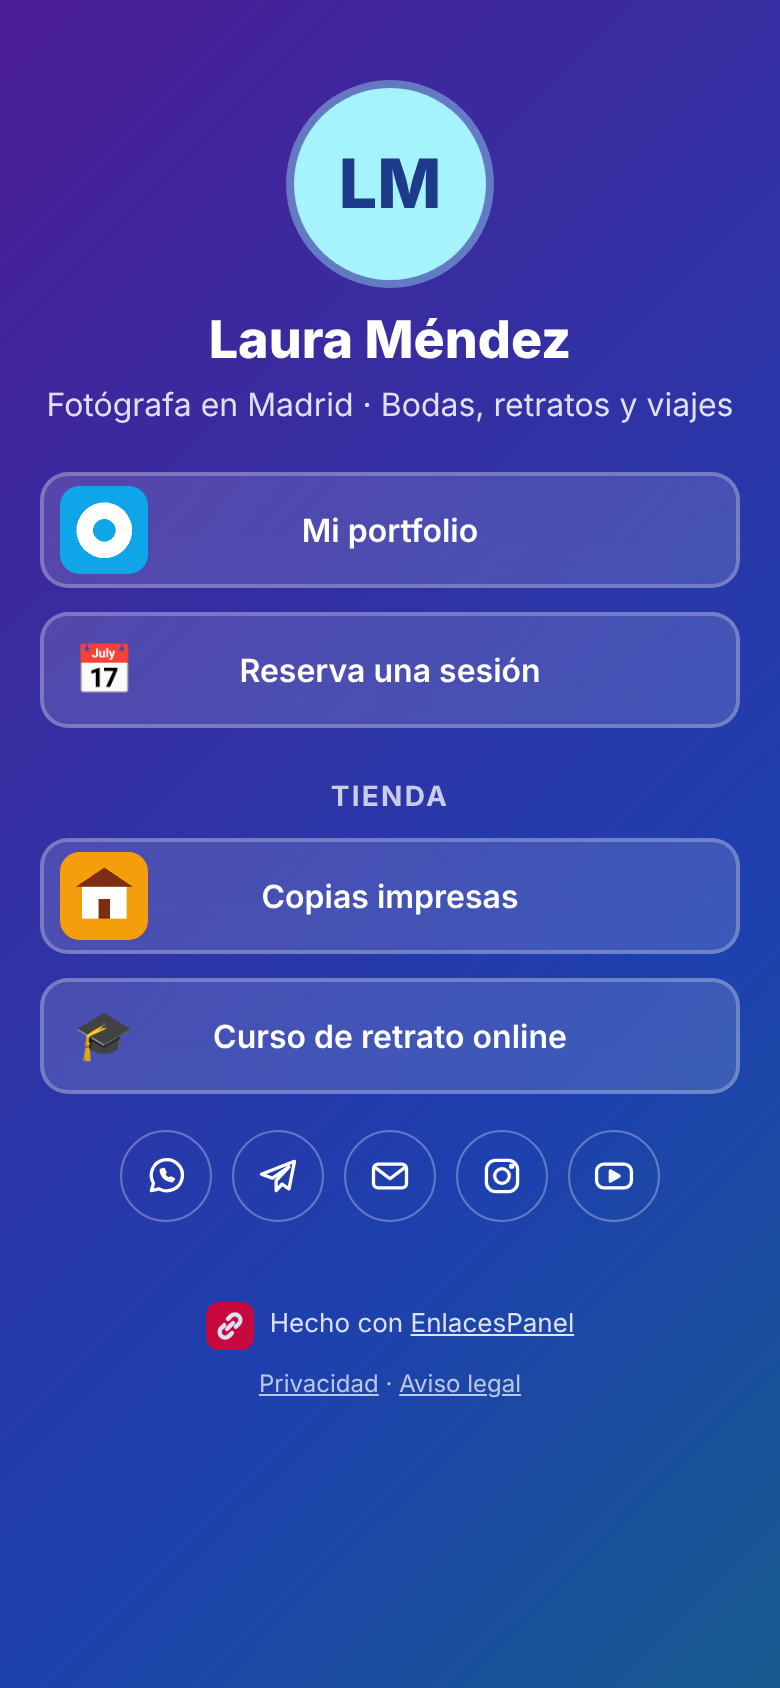 LM
Laura Méndez
Fotógrafa en Madrid · Bodas, retratos y viajes
Mi portfolio
July
17
Reserva una sesión
TIENDA
Copias impresas
Curso de retrato online
Hecho con EnlacesPanel
Privacidad · Aviso legal